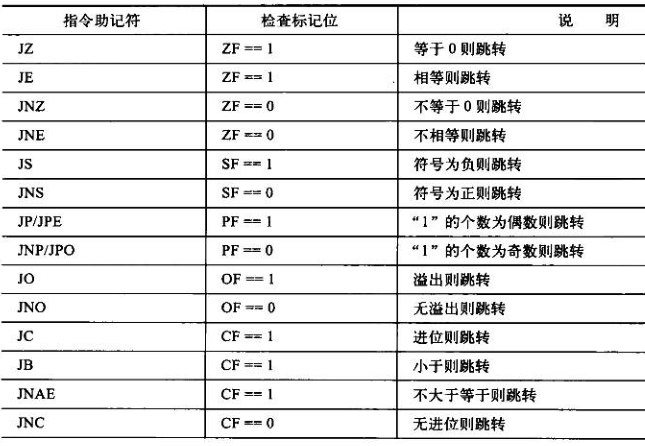 指令助记符 检查标记位 说 明
JZ ZF == 1 等于 0 则跳转
JE ZF == 1 相等则跳转
JNZ ZF == 0 不等于 0 则跳转
JNE ZF == 0 不相等则跳转
JS SF == 1 符号为负则跳转
JNS SF == 0 符号为正则跳转
JP/JPE PF == 1 “1”的个数为偶数则跳转
JNP/JPO PF == 0 “1”的个数为奇数则跳转
JO OF == 1 溢出则跳转
JNO OF == 0 无溢出则跳转
JC CF == 1 进位则跳转
JB CF == 1 小于则跳转
JNAE CF == 1 不大于等于则跳转
JNC CF == 0 无进位则跳转